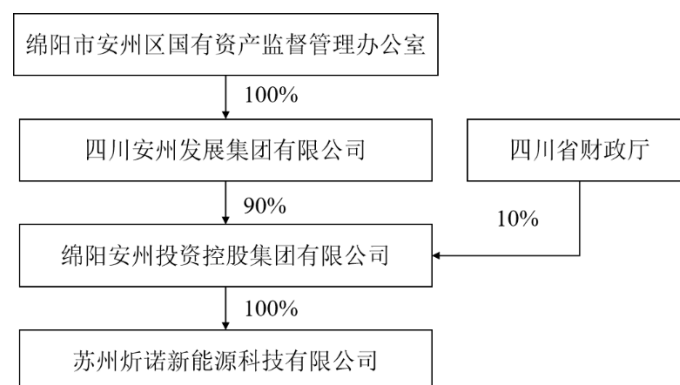 绵阳市安州区国有资产监督管理办公室
100%
四川安州发展集团有限公司
四川省财政厅
90%
10%
绵阳安州投资控股集团有限公司
100%
苏州炘诺新能源科技有限公司